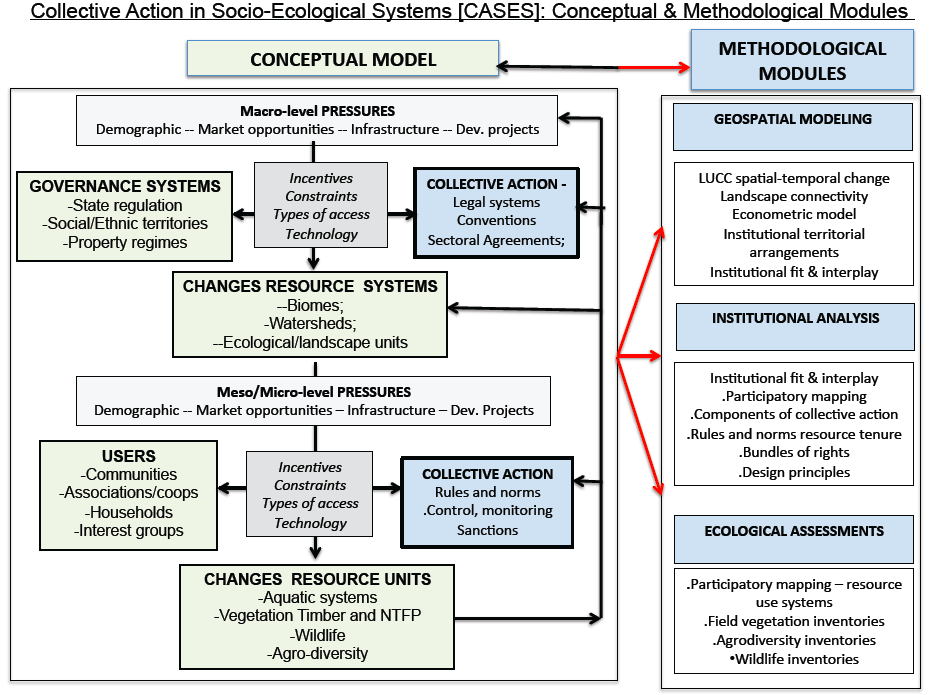 Collective Action in Socio-Ecological Systems [CASES]: Conceptual & Methodological Modules
CONCEPTUAL MODEL
METHODOLOGICAL
MODULES
Macro-level PRESSURES
Demographic -- Market opportunities -- Infrastructure -- Dev. projects
GOVERNANCE SYSTEMS
-State regulation
-Social/Ethnic territories
-Property regimes
Incentives
Constraints
Types of access
Technology
COLLECTIVE ACTION -
Legal systems
Conventions
Sectoral Agreements;
CHANGES RESOURCE SYSTEMS
--Biomes;
-Watersheds;
--Ecological/landscape units
Meso/Micro-level PRESSURES
Demographic -- Market opportunities – Infrastructure – Dev. Projects
USERS
-Communities
-Associations/coops
-Households
-Interest groups
Incentives
Constraints
Types of access
Technology
COLLECTIVE ACTION
Rules and norms
.Control, monitoring
Sanctions
CHANGES RESOURCE UNITS
-Aquatic systems
-Vegetation Timber and NTFP
-Wildlife
-Agro-diversity
GEOSPATIAL MODELING
LUCC spatial-temporal change
Landscape connectivity
Econometric model
Institutional territorial
arrangements
Institutional fit & interplay
INSTITUTIONAL ANALYSIS
Institutional fit & interplay
.Participatory mapping
.Components of collective action
.Rules and norms resource tenure
.Bundles of rights
.Design principles
ECOLOGICAL ASSESSMENTS
.Participatory mapping – resource
use systems
.Field vegetation inventories
.Agrodiversity inventories
•Wildlife inventories